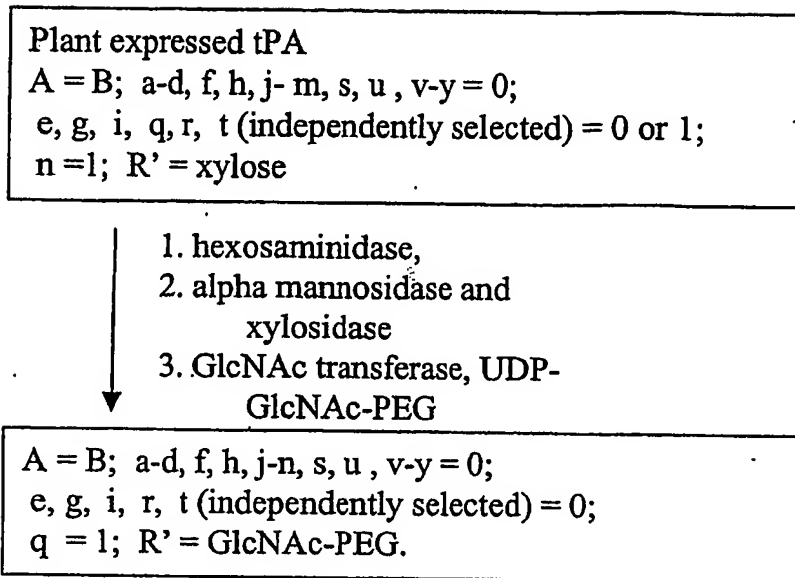 Plant expressed tPA
A = B; a-d, f, h, j- m, s, u , v-y = 0;
e, g, i, q, r, t (independently selected) = 0 or 1;
n =1; R’ = xylose
1. hexosaminidase,
2. alpha mannosidase and
xylosidase
3. GlcNAc transferase, UDP-
GlcNAc-PEG
A = B; a-d, f, h, j-n, s, u , v-y = 0;
e, g, i, r, t (independently selected) = 0;
q = 1; R’ = GlcNAc-PEG.